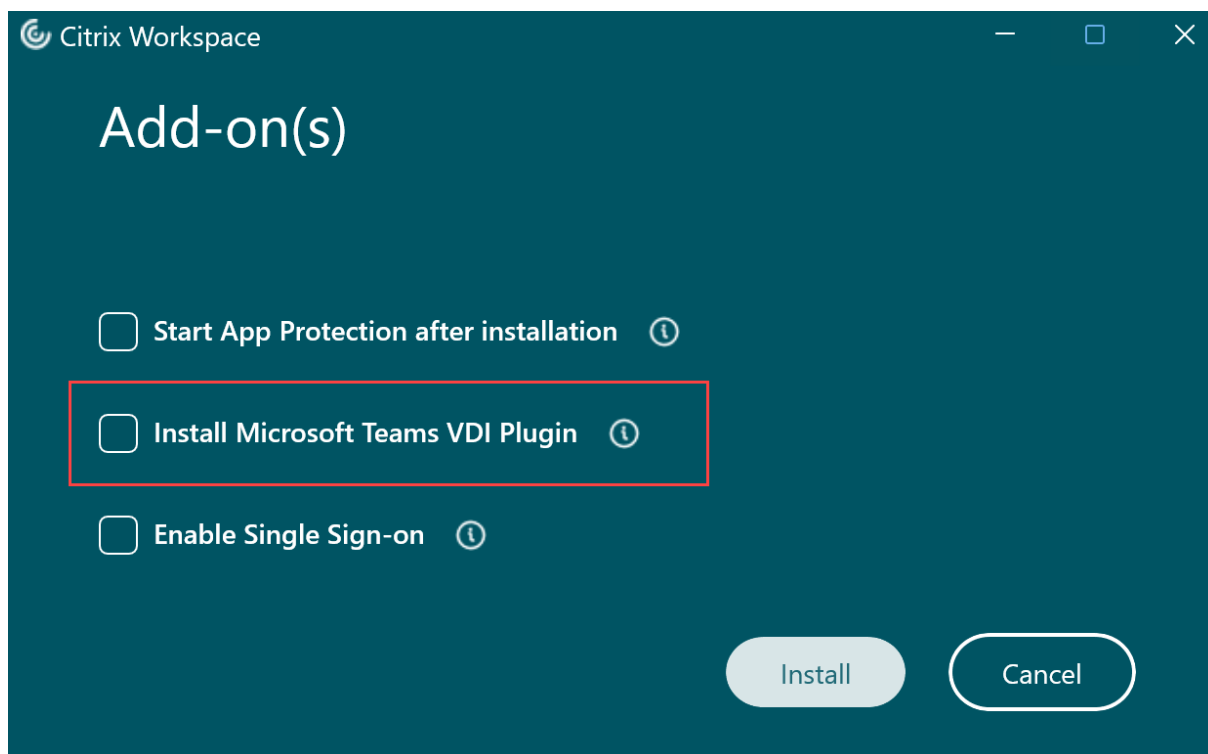 Citrix Workspace
Add-on(s)
Start App Protection after installation
Install Microsoft Teams VDI Plugin
Enable Single Sign-on
Install
Cancel